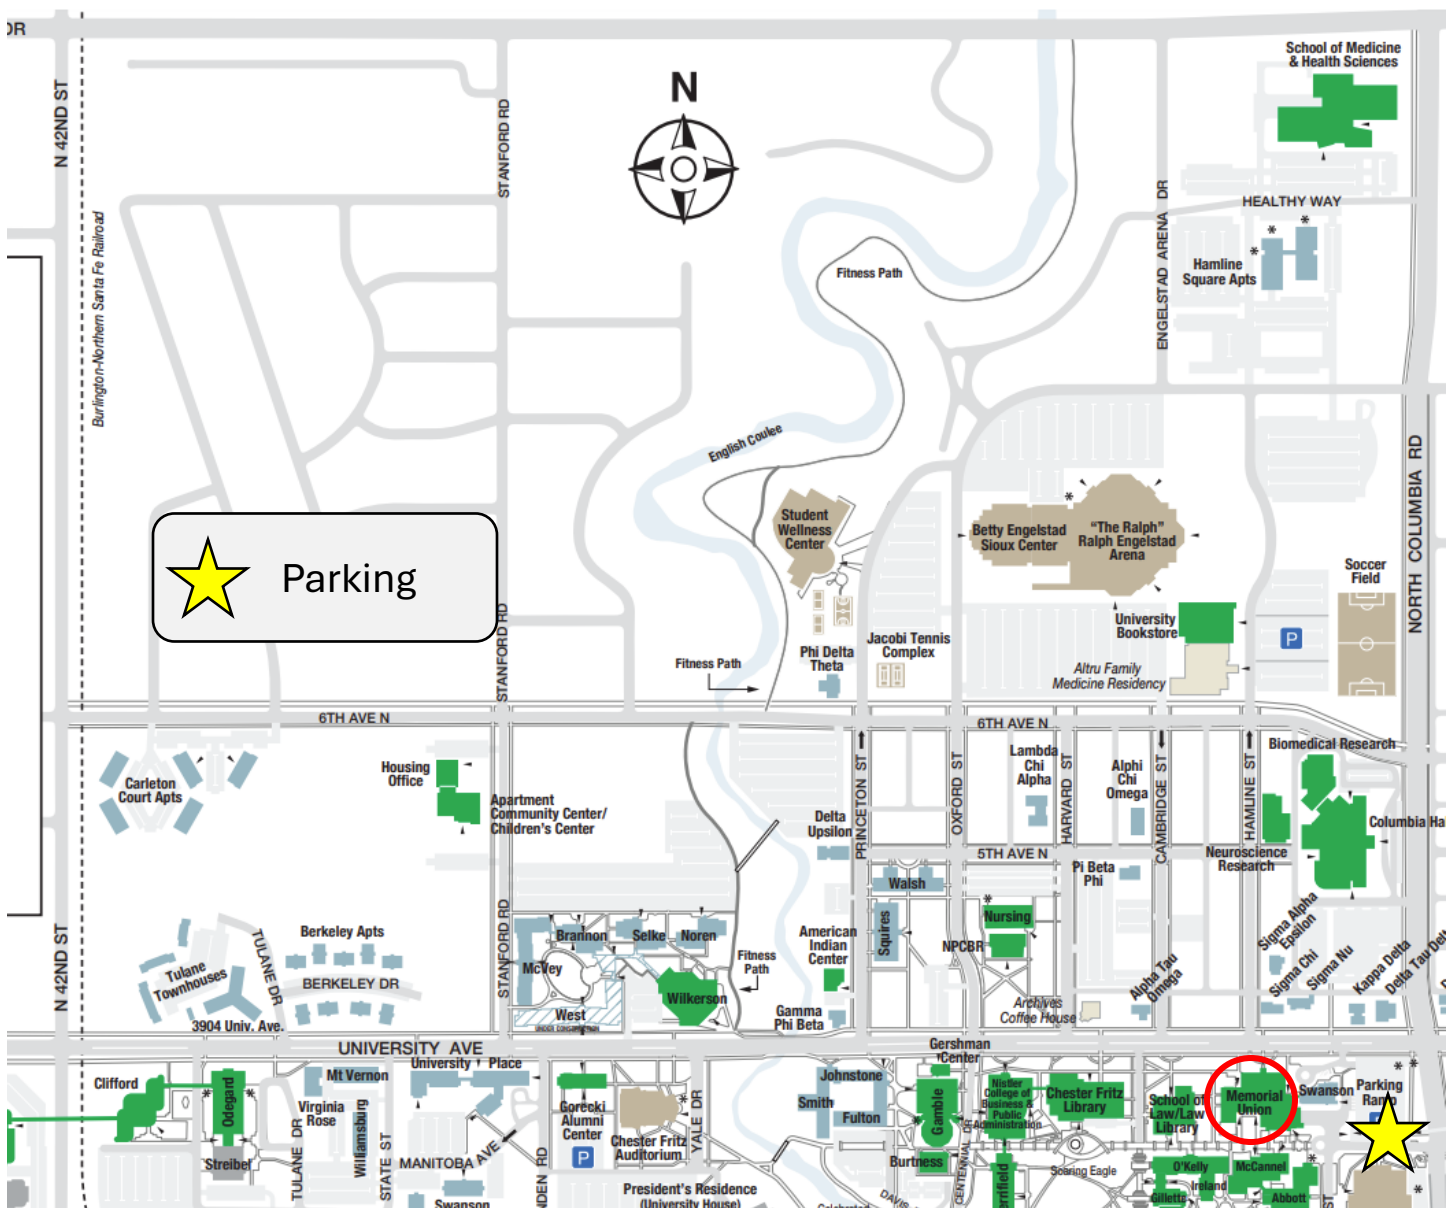 DR
N 42ND ST
STANFORD RD
N
School of Medicine
& Health Sciences
HEALTHY WAY
ENGELSTAD ARENA DR
Hamline
Square Apts
Burlington-Northern Santa Fe Railroad
Fitness Path
English Coulee
NORTH COLUMBIA RD
Student
Wellness
Center
Betty Engelstad
Sioux Center
“The Ralph”
Ralph Engelstad
Arena
Soccer
Field
Parking
STANFORD RD
University
Bookstore
P
Jacobi Tennis
Complex
Phi Delta
Theta
Fitness Path
Altru Family
Medicine Residency
6TH AVE N
6TH AVE N
Biomedical Research
Housing
Office
Carleton
Court Apts
Apartment
Community Center/
Children's Center
Lambda
Chi
Alpha
Alphi
Chi
Omega
PRINCETON ST
OXFORD ST
HARVARD ST
CAMBRIDGE ST
HAMLINE ST
Delta
Upsilon
Columbia Ha
5TH AVE N
Neuroscience
Research
Pi Beta
Phi
Walsh
Nursing
Squires
NPCBR
American
Indian
Center
Sigma Alpha
Epsilon
Sigma Chi
Sigma Nu
Kappa Delta
Delta Tau Del
N 42ND ST
STANFORD RD
Berkeley Apts
TULANE DR
Tulane
Townhouses
BERKELEY DR
3904 Univ. Ave.
Brannon
Selke
Noren
McVey
Wilkerson
West
UNDER CONSTRUCTION
Fitness
Path
Gamma
Phi Beta
Archives
Coffee House
Alpha Tau
Omega
UNIVERSITY AVE
Gershman
Center
Clifford
Odegard
Streibel
Mt Vernon
Virginia
Rose
Williamsburg
TULANE DR
STATE ST
University Place
MANITOBA AVE
Swanson
Gorecki
Alumni
Center
P
Chester Fritz
Auditorium
YALE DR
President's Residence
(University House)
Johnstone
Smith
Fulton
Gamble
Burtness
CENTENNIAL DR
Nistler
College of
Business &
Public
Administration
Chester Fritz
Library
School of
Law/Law
Library
Memorial
Union
Swanson
Parking
Ramp
Soaring Eagle
O'Kelly
Ireland
Gillette
McCannel
Abbott
ST